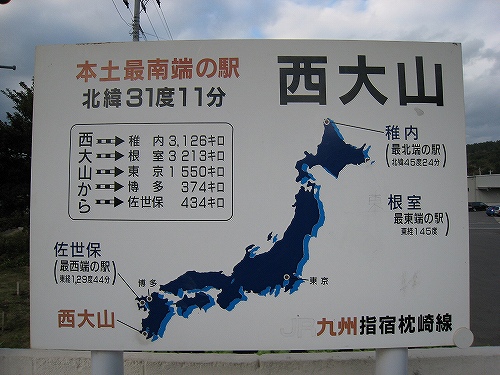 本土最南端の駅
北緯31度11分
西大山
西大山から
稚内 3,126キロ
根室 3 213キロ
東京 1 550キロ
博多 374キロ
佐世保 434キロ
稚内
(最北端の駅)
北緯45度24分
根室
(最東端の駅)
東経145度
佐世保
(最西端の駅)
東経1,29度44分
博多
東京
西大山
JR九州指宿枕崎線